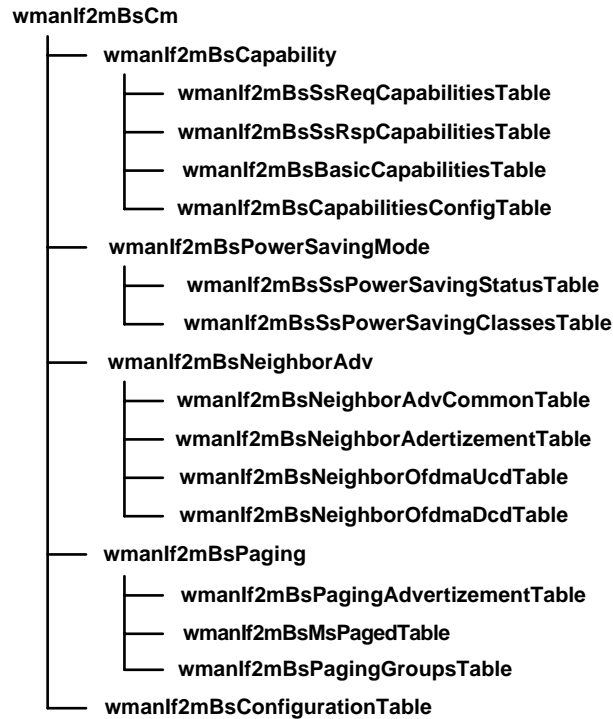 wmanIf2mBsCm
wmanIf2mBsCapability
wmanIf2mBsSsReqCapabilitiesTable
wmanIf2mBsSsRspCapabilitiesTable
wmanIf2mBsBasicCapabilitiesTable
wmanIf2mBsCapabilitiesConfigTable
wmanIf2mBsPowerSavingMode
wmanIf2mBsSsPowerSavingStatusTable
wmanIf2mBsSsPowerSavingClassesTable
wmanIf2mBsNeighborAdv
wmanIf2mBsNeighborAdvCommonTable
wmanIf2mBsNeighborAdertizementTable
wmanIf2mBsNeighborOfdmaUcdTable
wmanIf2mBsNeighborOfdmaDcdTable
wmanIf2mBsPaging
wmanIf2mBsPagingAdvertizementTable
wmanIf2mBsMsPagedTable
wmanIf2mBsPagingGroupsTable
wmanIf2mBsConfigurationTable